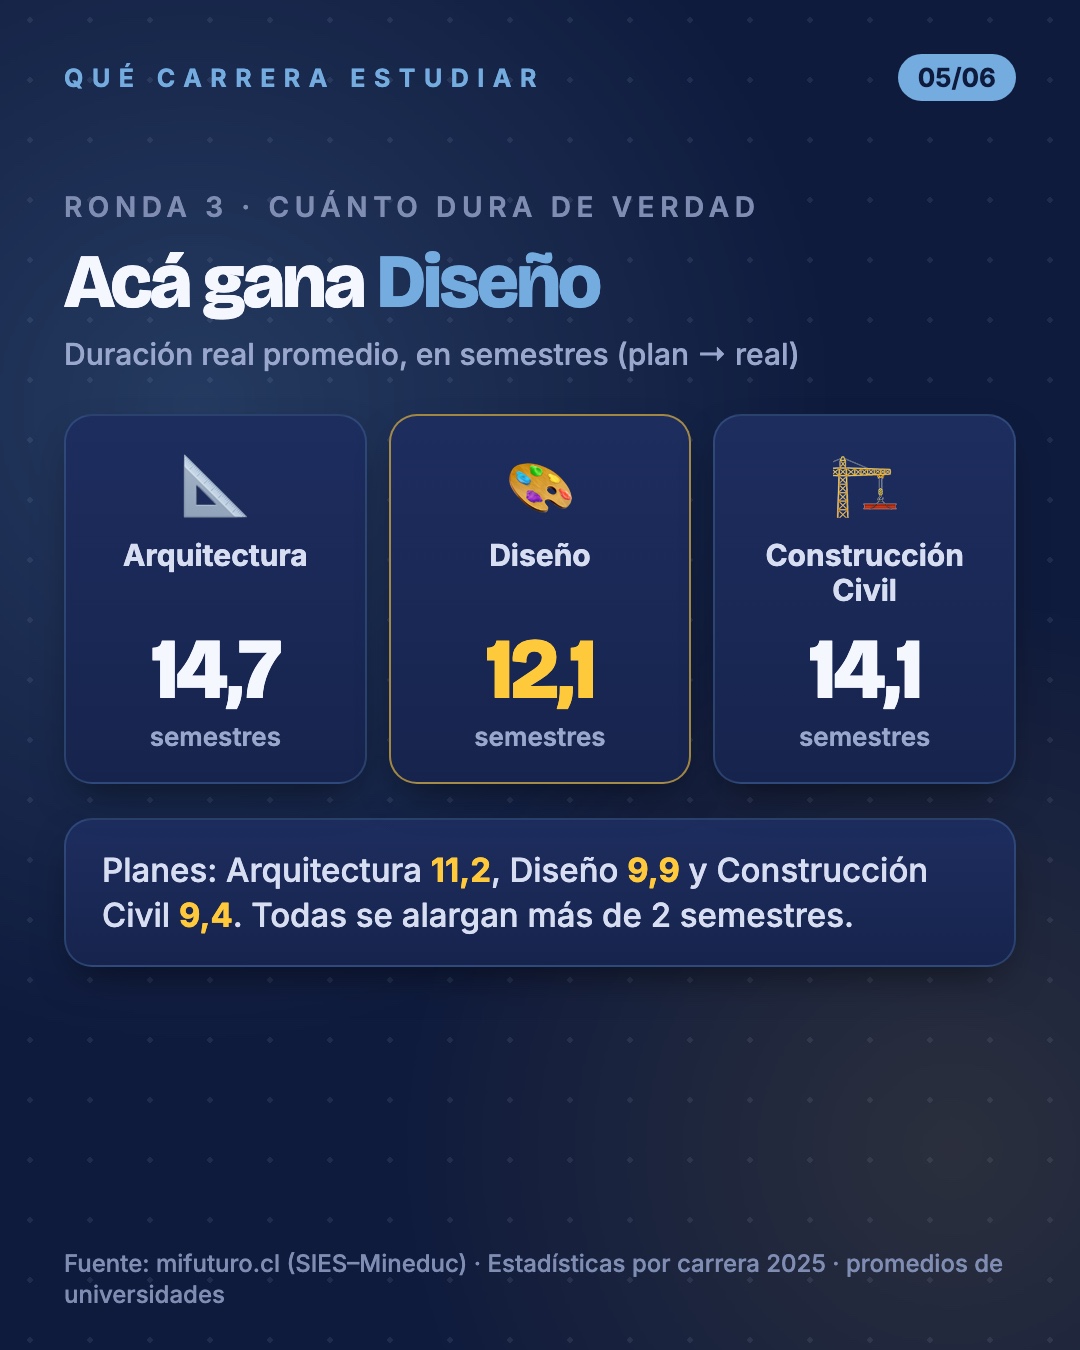 QUÉ CARRERA ESTUDIAR
05/06
RONDA 3 · CUÁNTO DURA DE VERDAD
Acá gana Diseño
Duración real promedio, en semestres (plan → real)
Arquitectura
14,7
semestres
Diseño
12,1
semestres
Construcción
Civil
14,1
semestres
Planes: Arquitectura 11,2, Diseño 9,9 y Construcción
Civil 9,4. Todas se alargan más de 2 semestres.
Fuente: mifuturo.cl (SIES–Mineduc) · Estadísticas por carrera 2025 · promedios de
universidades